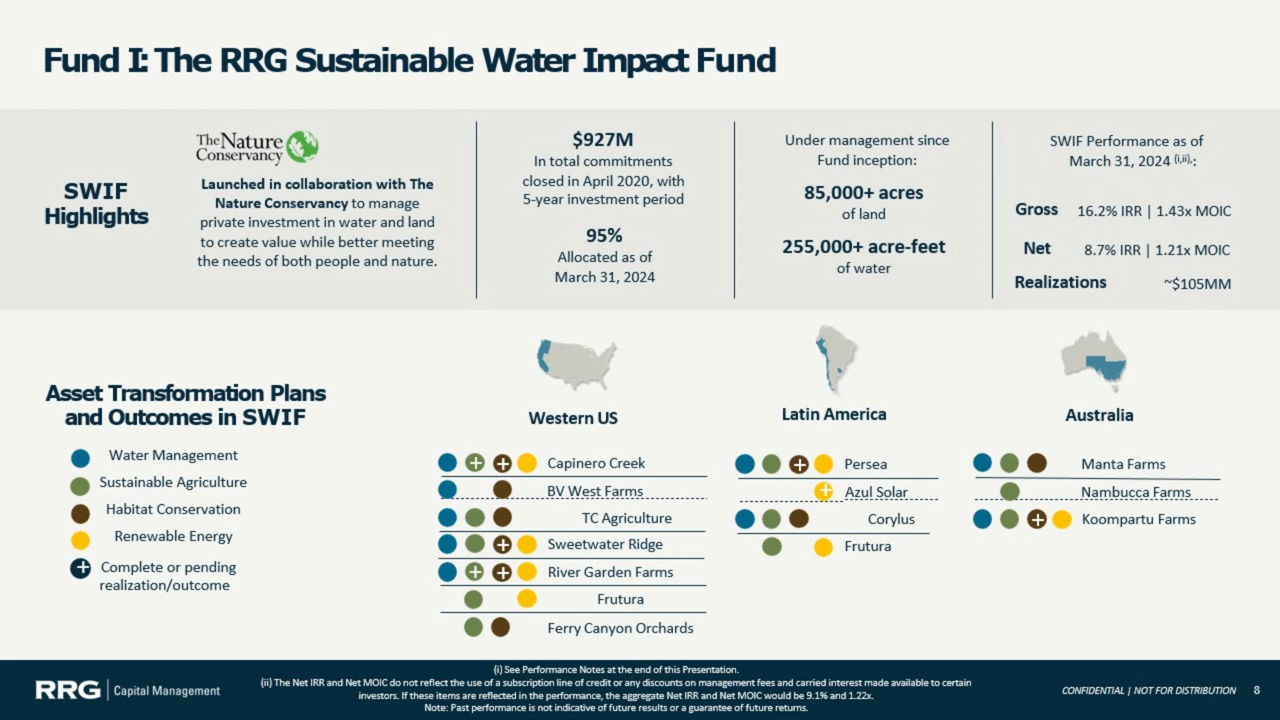 Fund I: The RRG Sustainable Water Impact Fund
SWIF
Highlights
The Nature
Conservancy
Launched in collaboration with The
Nature Conservancy to manage
private investment in water and land
to create value while better meeting
the needs of both people and nature.
$927M
In total commitments
closed in April 2020, with
5-year investment period
95%
Allocated as of
March 31, 2024
Under management since
Fund inception:
85,000+ acres
of land
255,000+ acre-feet
of water
SWIF Performance as of
March 31, 2024 (i,ii),:
Gross 16.2% IRR | 1.43x MOIC
Net 8.7% IRR | 1.21x MOIC
Realizations ~$105MM
Asset Transformation Plans
and Outcomes in SWIF
Water Management
Sustainable Agriculture
Habitat Conservation
Renewable Energy
+ Complete or pending
realization/outcome
Western US
+ + Capinero Creek
BV West Farms
TC Agriculture
+ Sweetwater Ridge
+ + River Garden Farms
Frutura
Ferry Canyon Orchards
Latin America
+ Persea
+ Azul Solar
Corylus
Frutura
Australia
Manta Farms
Nambucca Farms
+ Koompartu Farms
RRG | Capital Management
(i) See Performance Notes at the end of this Presentation.
(ii) The Net IRR and Net MOIC do not reflect the use of a subscription line of credit or any discounts on management fees and carried interest made available to certain
investors. If these items are reflected in the performance, the aggregate Net IRR and Net MOIC would be 9.1% and 1.22x.
Note: Past performance is not indicative of future results or a guarantee of future returns.
CONFIDENTIAL | NOT FOR DISTRIBUTION 8